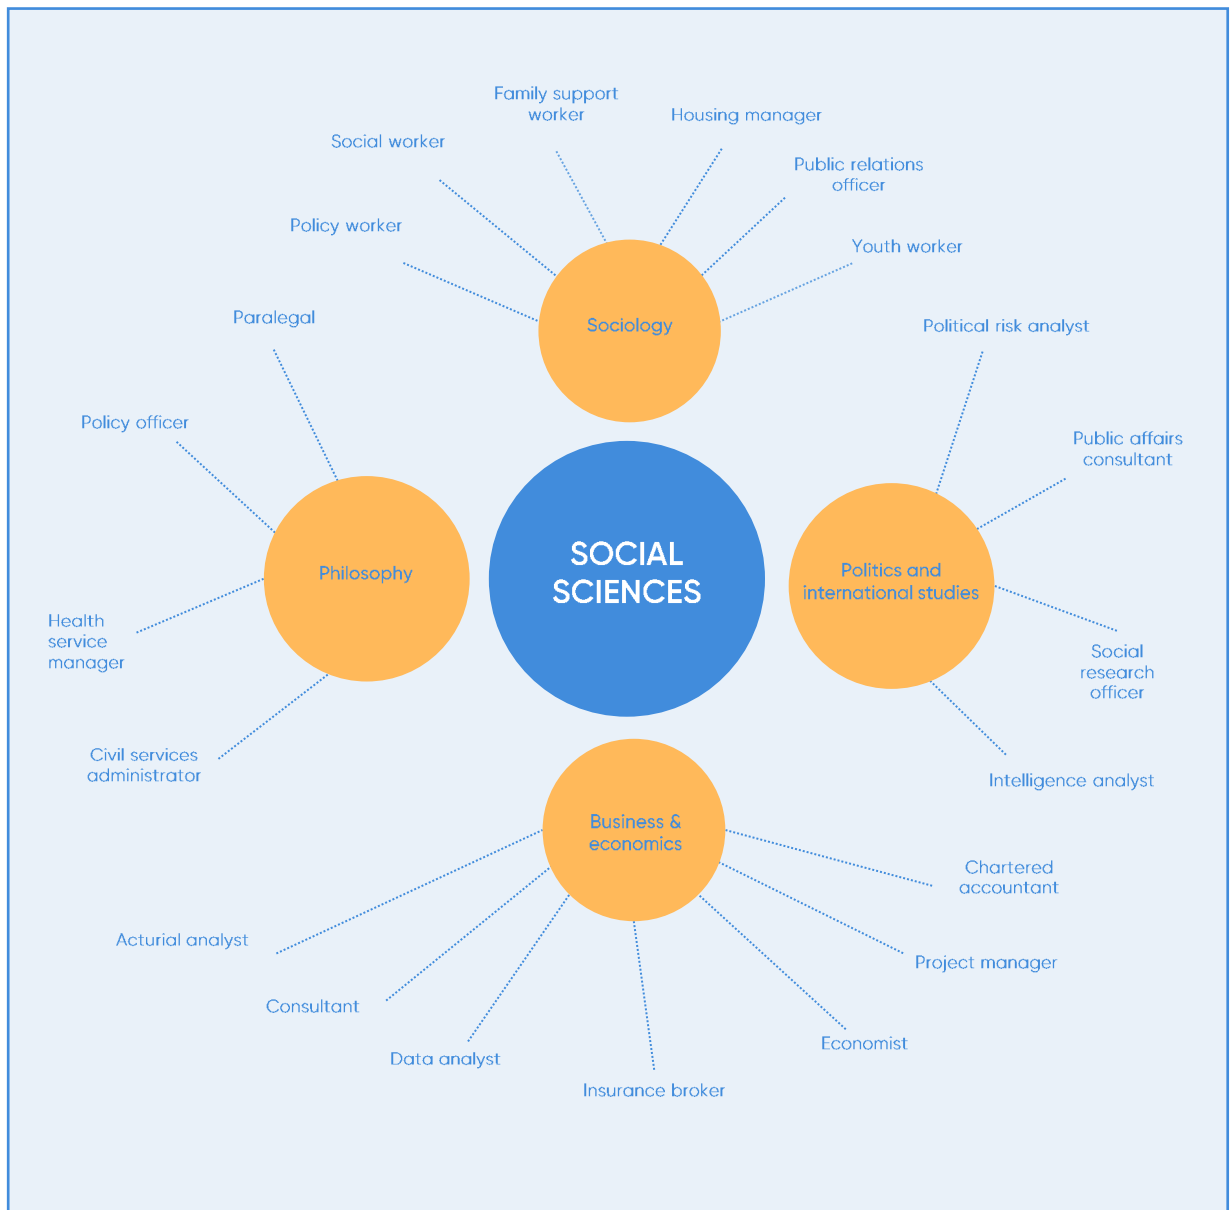 Family support
worker
Housing manager
Social worker
Public relations
officer
Policy worker
Youth worker
Sociology
Paralegal
Political risk analyst
Policy officer
Public affairs
consultant
Philosophy
SOCIAL
SCIENCES
Politics and
international studies
Health
service
manager
Social
research
officer
Civil services
administrator
Intelligence analyst
Business &
economics
Chartered
accountant
Acturial analyst
Project manager
Consultant
Economist
Data analyst
Insurance broker